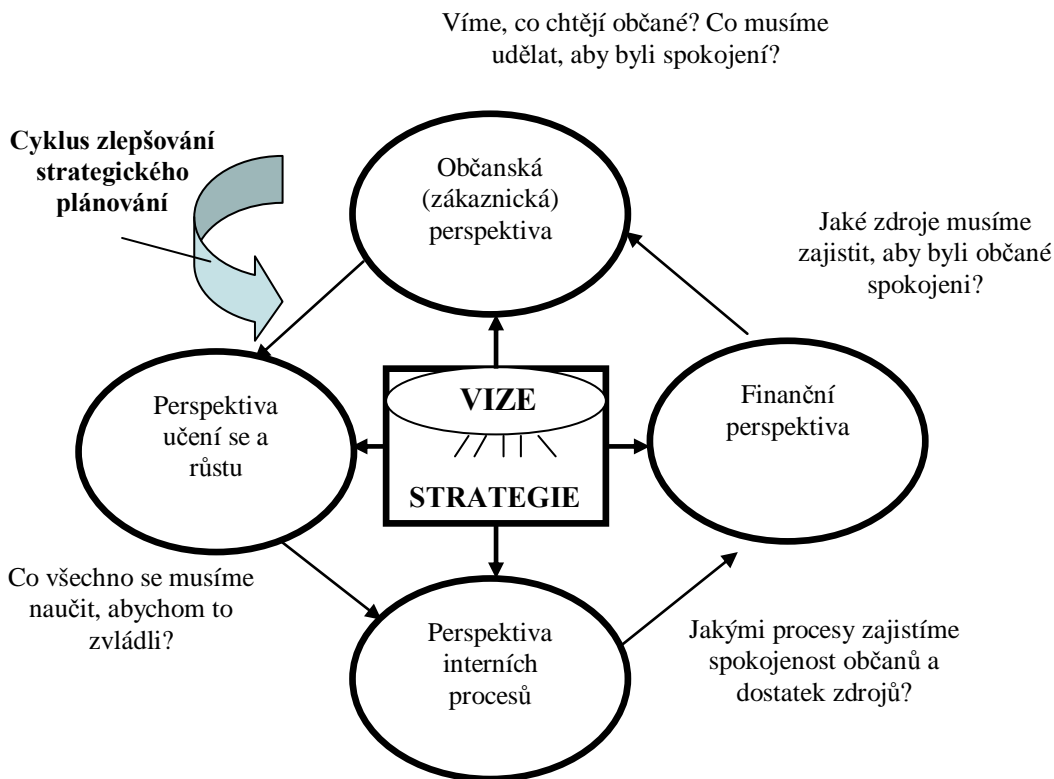 Víme, co chtějí občané? Co musíme
udělat, aby byli spokojení?
Cyklus zlepšování
strategického
plánování
Občanská
(zákaznická)
perspektiva
Jaké zdroje musíme
zajistit, aby byli občané
spokojeni?
Perspektiva
učení se a
růstu
VIZE
STRATEGIE
Finanční
perspektiva
Co všechno se musíme
naučit, abychom to
zvládli?
Perspektiva
interních
procesů
Jakými procesy zajistíme
spokojenost občanů a
dostatek zdrojů?